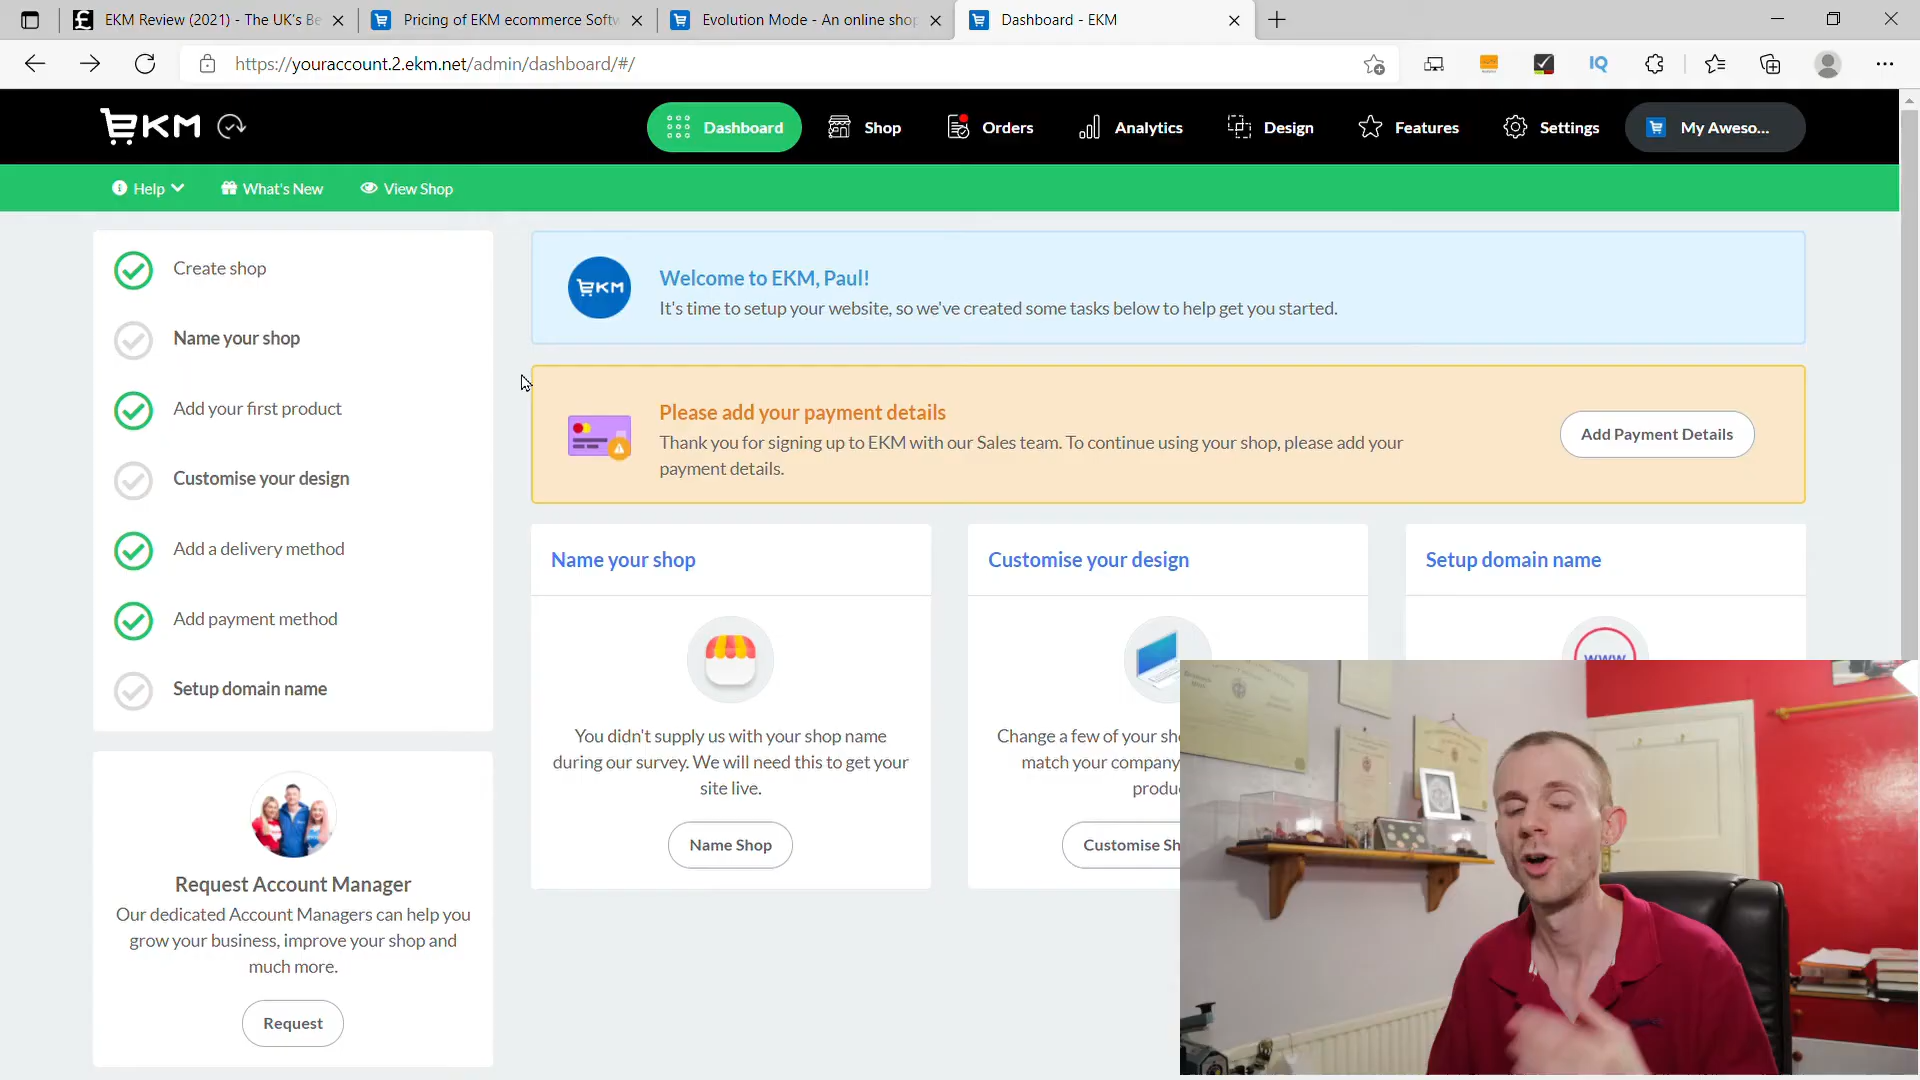 EKM Review (2021) - The UK's Be
Pricing of EKM ecommerce Softw
Evolution Mode - An online shop
Dashboard - EKM
https://youraccount.2.ekm.net/admin/dashboard/#/
IQ
EKM
Dashboard
Shop
Orders
Analytics
Design
Features
Settings
My Aweso...
Help
What's New
View Shop
Create shop
Name your shop
Add your first product
Customise your design
Add a delivery method
Add payment method
Setup domain name
EKM
Welcome to EKM, Paul!
It's time to setup your website, so we've created some tasks below to help get you started.
Please add your payment details
Thank you for signing up to EKM with our Sales team. To continue using your shop, please add your
payment details.
Add Payment Details
Name your shop
You didn't supply us with your shop name
during our survey. We will need this to get your
site live.
Name Shop
Customise your design
Change a few of your sh
match your company
produ
Customise Sh
Setup domain name
www
Request Account Manager
Our dedicated Account Managers can help you
grow your business, improve your shop and
much more.
Request